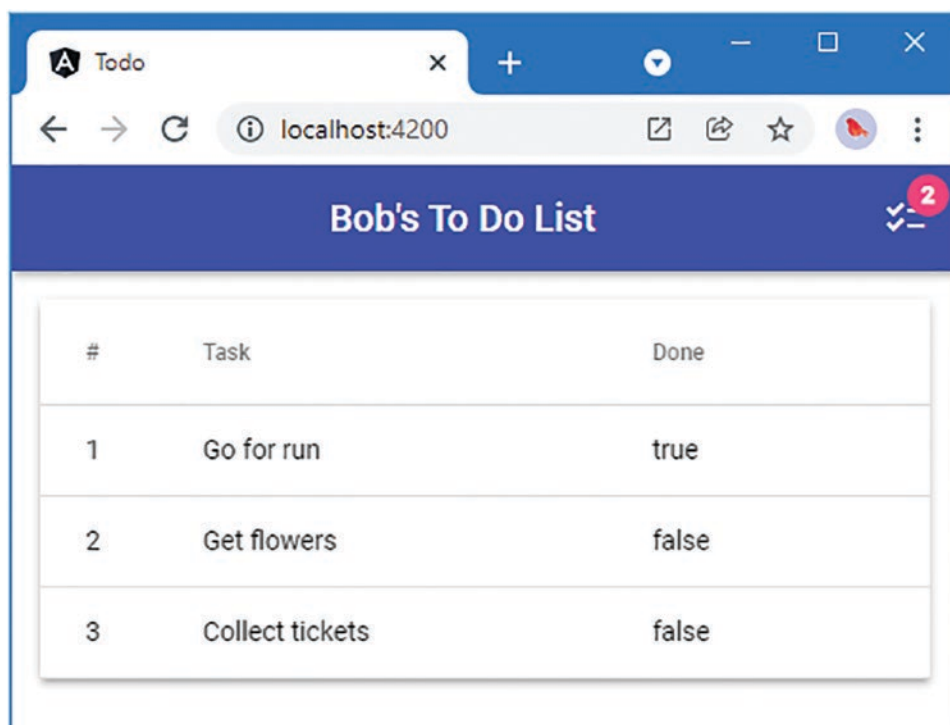 Todo
localhost:4200
Bob's To Do List 2
# Task Done
1 Go for run true
2 Get flowers false
3 Collect tickets false